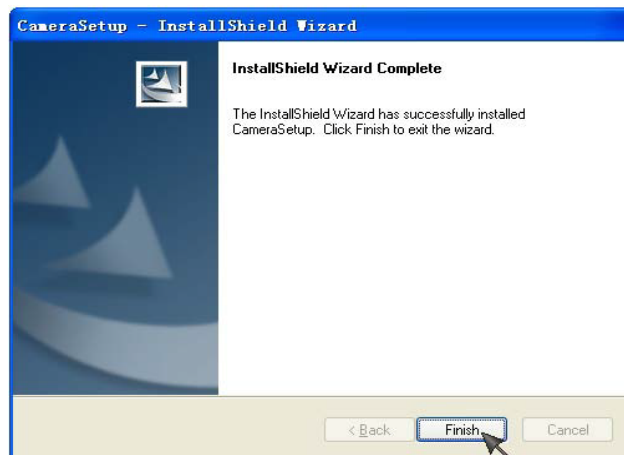 CameraSetup - InstallShield Wizard
InstallShield Wizard Complete
The InstallShield Wizard has successfully installed
CameraSetup. Click Finish to exit the wizard.
< Back
Finish
Cancel